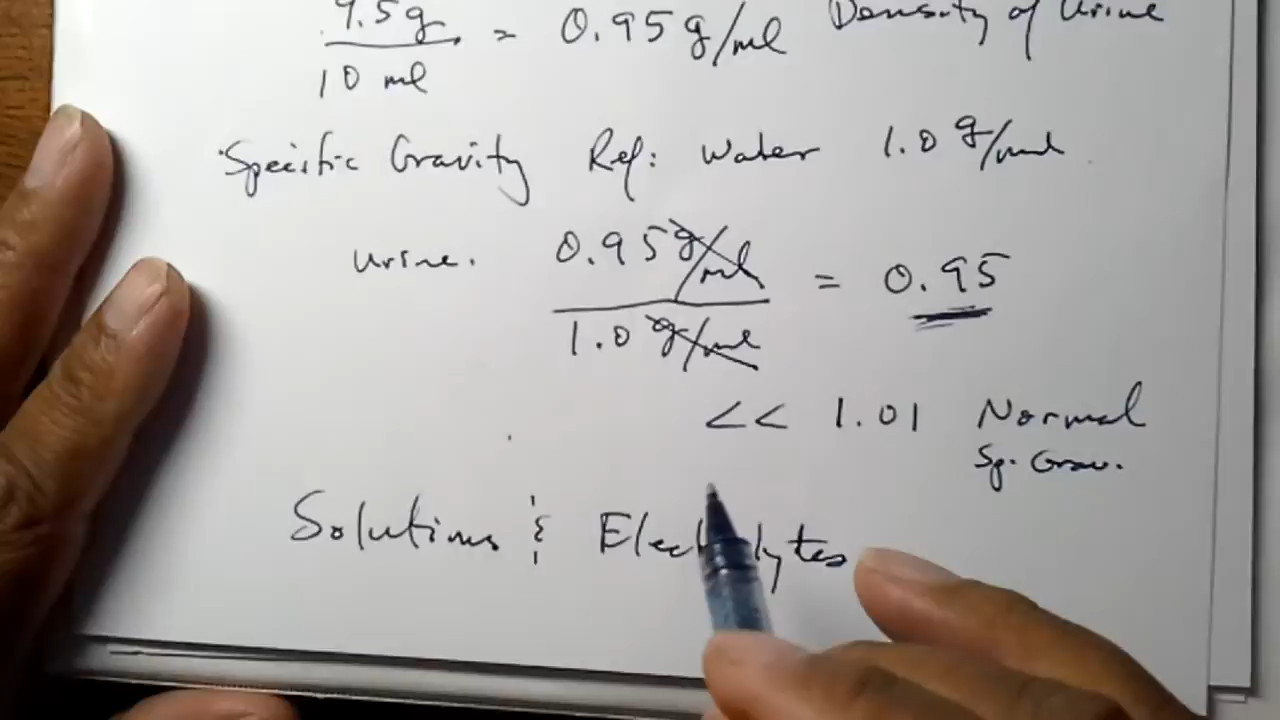 9.5g = 0.95 g/ml Density of Urine
10 ml
Specific Gravity Ref: Water 1.0 g/ml
Urine. 0.95 g/ml = 0.95
1.0 g/ml
<< 1.01 Normal
Sp. Grav.
Solutions & Electrolytes